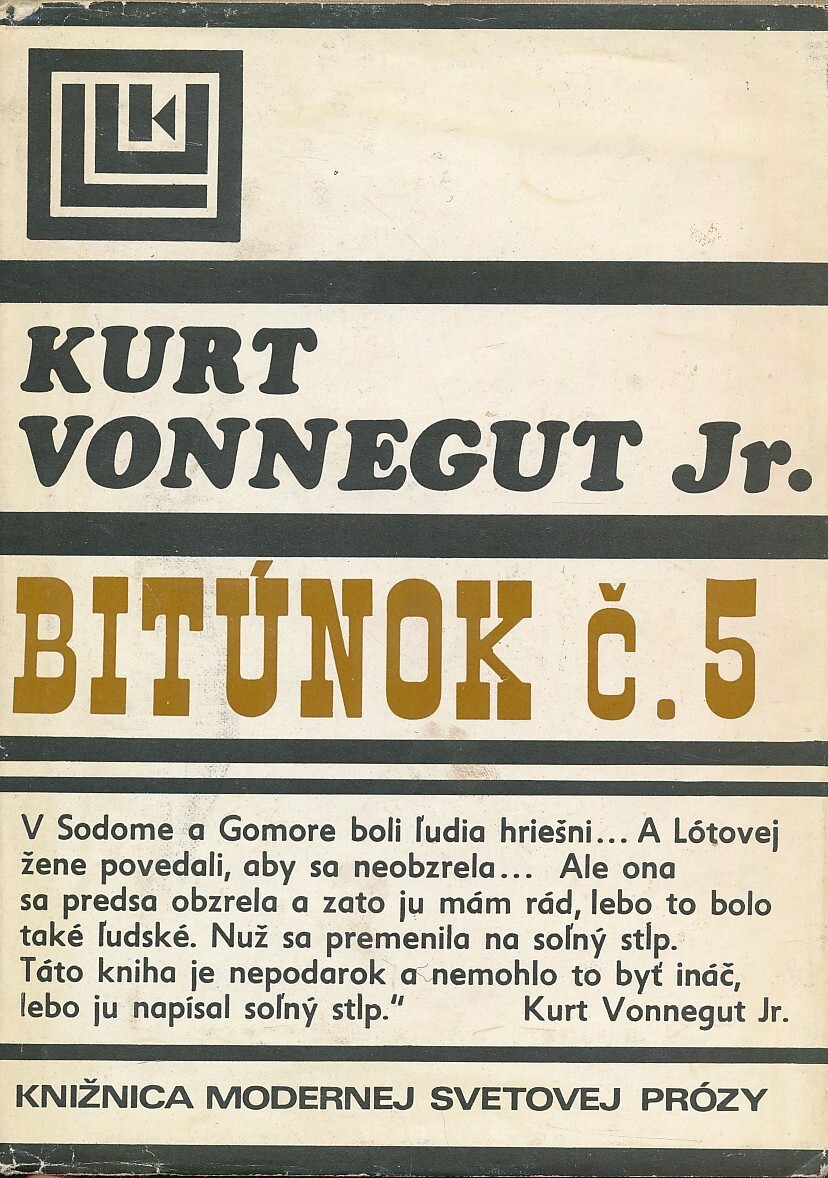 KURT
VONNEGUT Jr.
BITÚNOK č.5
V Sodome a Gomore boli ľudia hriešni... A Lótovej
žene povedali, aby sa neobzrela... Ale ona
sa predsa obzrela a zato ju mám rád, lebo to bolo
také ľudské. Nuž sa premenila na soľný stĺp.
Táto kniha je nepodarok a nemohlo to byť ináč,
lebo ju napísal soľný stĺp."
Kurt Vonnegut Jr.
KNIŽNICA MODERNEJ SVETOVEJ PRÓZY